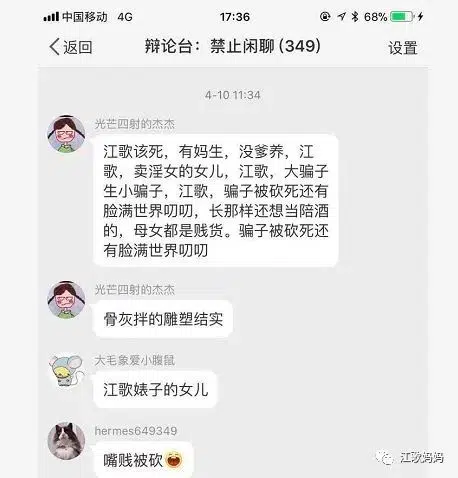 中国移动 4G 17:36 68%
返回 辩论台：禁止闲聊（349） 设置
4-10 11:34
光芒四射的杰杰
江歌该死，有妈生，没爹养，江
歌，卖淫女的女儿，江歌，大骗子
生小骗子，江歌，骗子被砍死还有
脸满世界叨叨，长那样还想当陪酒
的，母女都是贱货。骗子被砍死还
有脸满世界叨叨
光芒四射的杰杰
骨灰拌的雕塑结实
大毛象爱小腹鼠
江歌婊子的女儿
hermes649349
嘴贱被砍
江歌妈妈